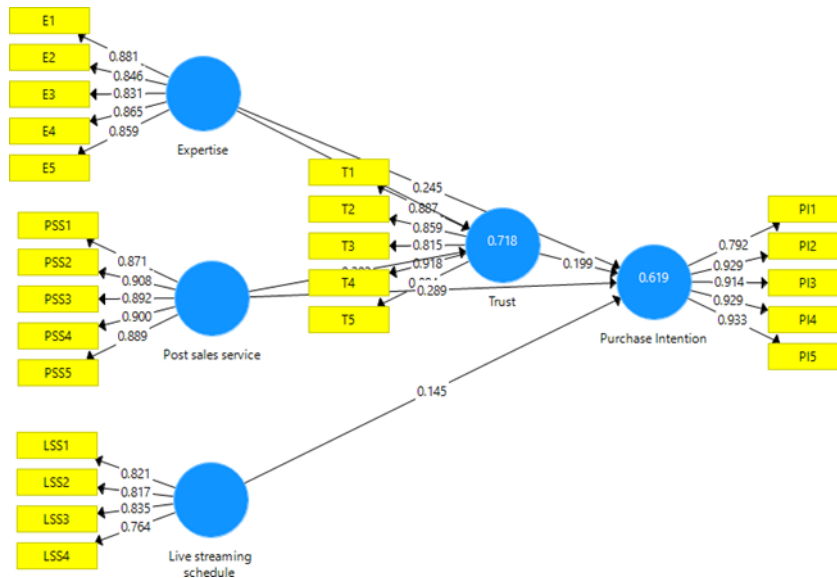 E1
E2
E3
E4
E5
0.881
0.846
0.831
0.865
0.859
Expertise
T1
T2
T3
T4
T5
0.887
0.859
0.815
0.918
0.245
0.718
Trust
0.199
0.289
PSS1
PSS2
PSS3
PSS4
PSS5
0.871
0.908
0.892
0.900
0.889
Post sales service
0.619
Purchase Intention
0.792
0.929
0.914
0.929
0.933
PI1
PI2
PI3
PI4
PI5
0.145
LSS1
LSS2
LSS3
LSS4
0.821
0.817
0.835
0.764
Live streaming
schedule